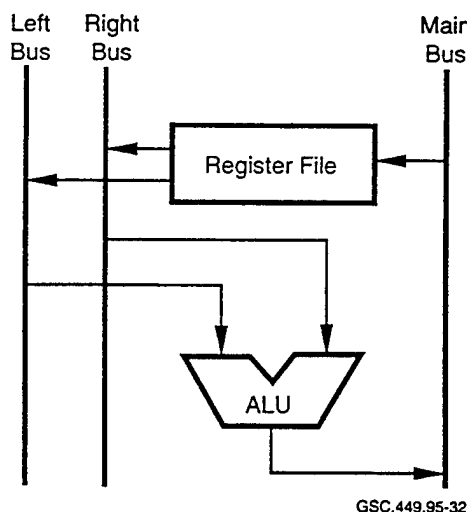 Left
Bus
Right
Bus
Main
Bus
Register File
ALU
GSC.449.95-32